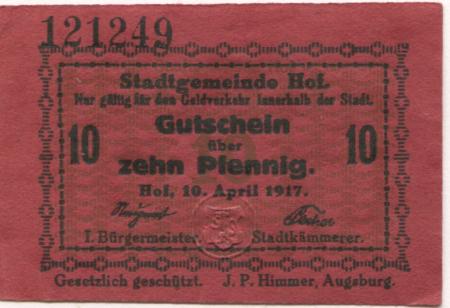 121249
Stadtgemeinde Hof.
Nur gültig für den Geldverkehr innerhalb der Stadt.
Gutschein
über
10 zehn Pfennig. 10
Hof, 10. April 1917.
I. Bürgermeister. Stadtkämmerer.
Gesetzlich geschützt. J. P. Himmer, Augsburg.